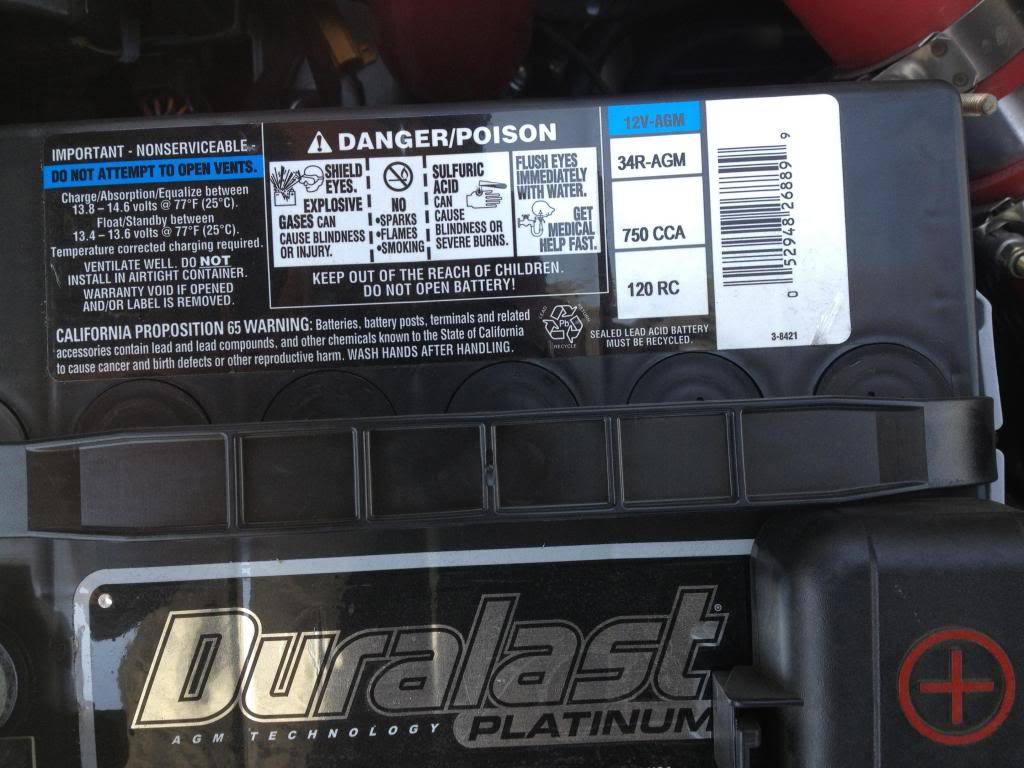 IMPORTANT - NONSERVICEABLE.
DO NOT ATTEMPT TO OPEN VENTS.
Charge/Absorption/Equalize between
13.8 – 14.6 volts @ 77°F (25°C).
Float/Standby between
13.4 – 13.6 volts @ 77°F (25°C).
Temperature corrected charging required.
VENTILATE WELL. DO NOT
INSTALL IN AIRTIGHT CONTAINER.
WARRANTY VOID IF OPENED
AND/OR LABEL IS REMOVED.
DANGER/POISON
SHIELD
EYES.
EXPLOSIVE
GASES CAN
CAUSE BLINDNESS
OR INJURY.
NO
•SPARKS
•FLAMES
•SMOKING
SULFURIC
ACID
CAN
CAUSE
BLINDNESS OR
SEVERE BURNS.
FLUSH EYES
IMMEDIATELY
WITH WATER.
GET
MEDICAL
HELP FAST.
KEEP OUT OF THE REACH OF CHILDREN.
DO NOT OPEN BATTERY!
CALIFORNIA PROPOSITION 65 WARNING: Batteries, battery posts, terminals and related
accessories contain lead and lead compounds, and other chemicals known to the State of California
to cause cancer and birth defects or other reproductive harm. WASH HANDS AFTER HANDLING.
LEAD
Pb
RECYCLE
SEALED LEAD ACID BATTERY
MUST BE RECYCLED.
12V-AGM
34R-AGM
750 CCA
120 RC
0 52948 26889 9
3-8421
Duralast®
AGM TECHNOLOGY
PLATINUM
+